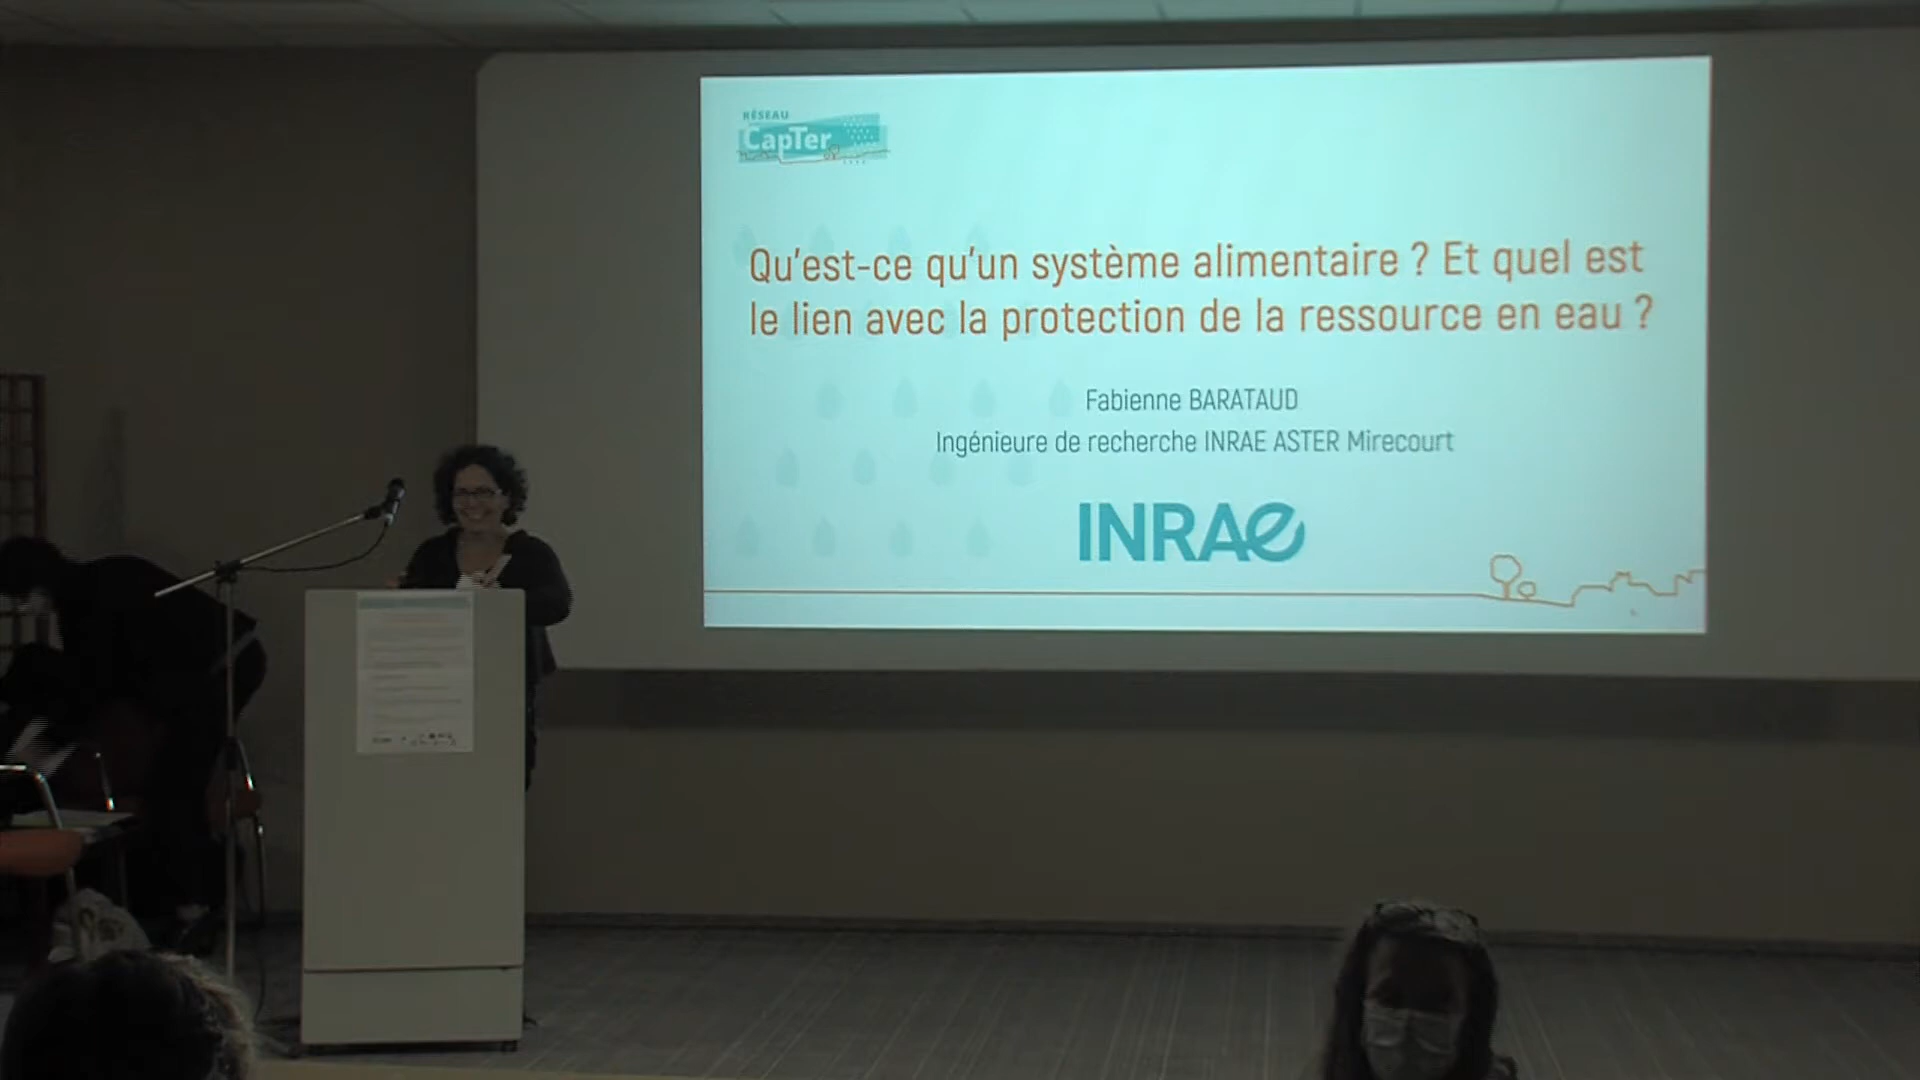 RÉSEAU
CapTer
Qu'est-ce qu'un système alimentaire ? Et quel est
le lien avec la protection de la ressource en eau ?
Fabienne BARATAUD
Ingénieure de recherche INRAE ASTER Mirecourt
INRAE